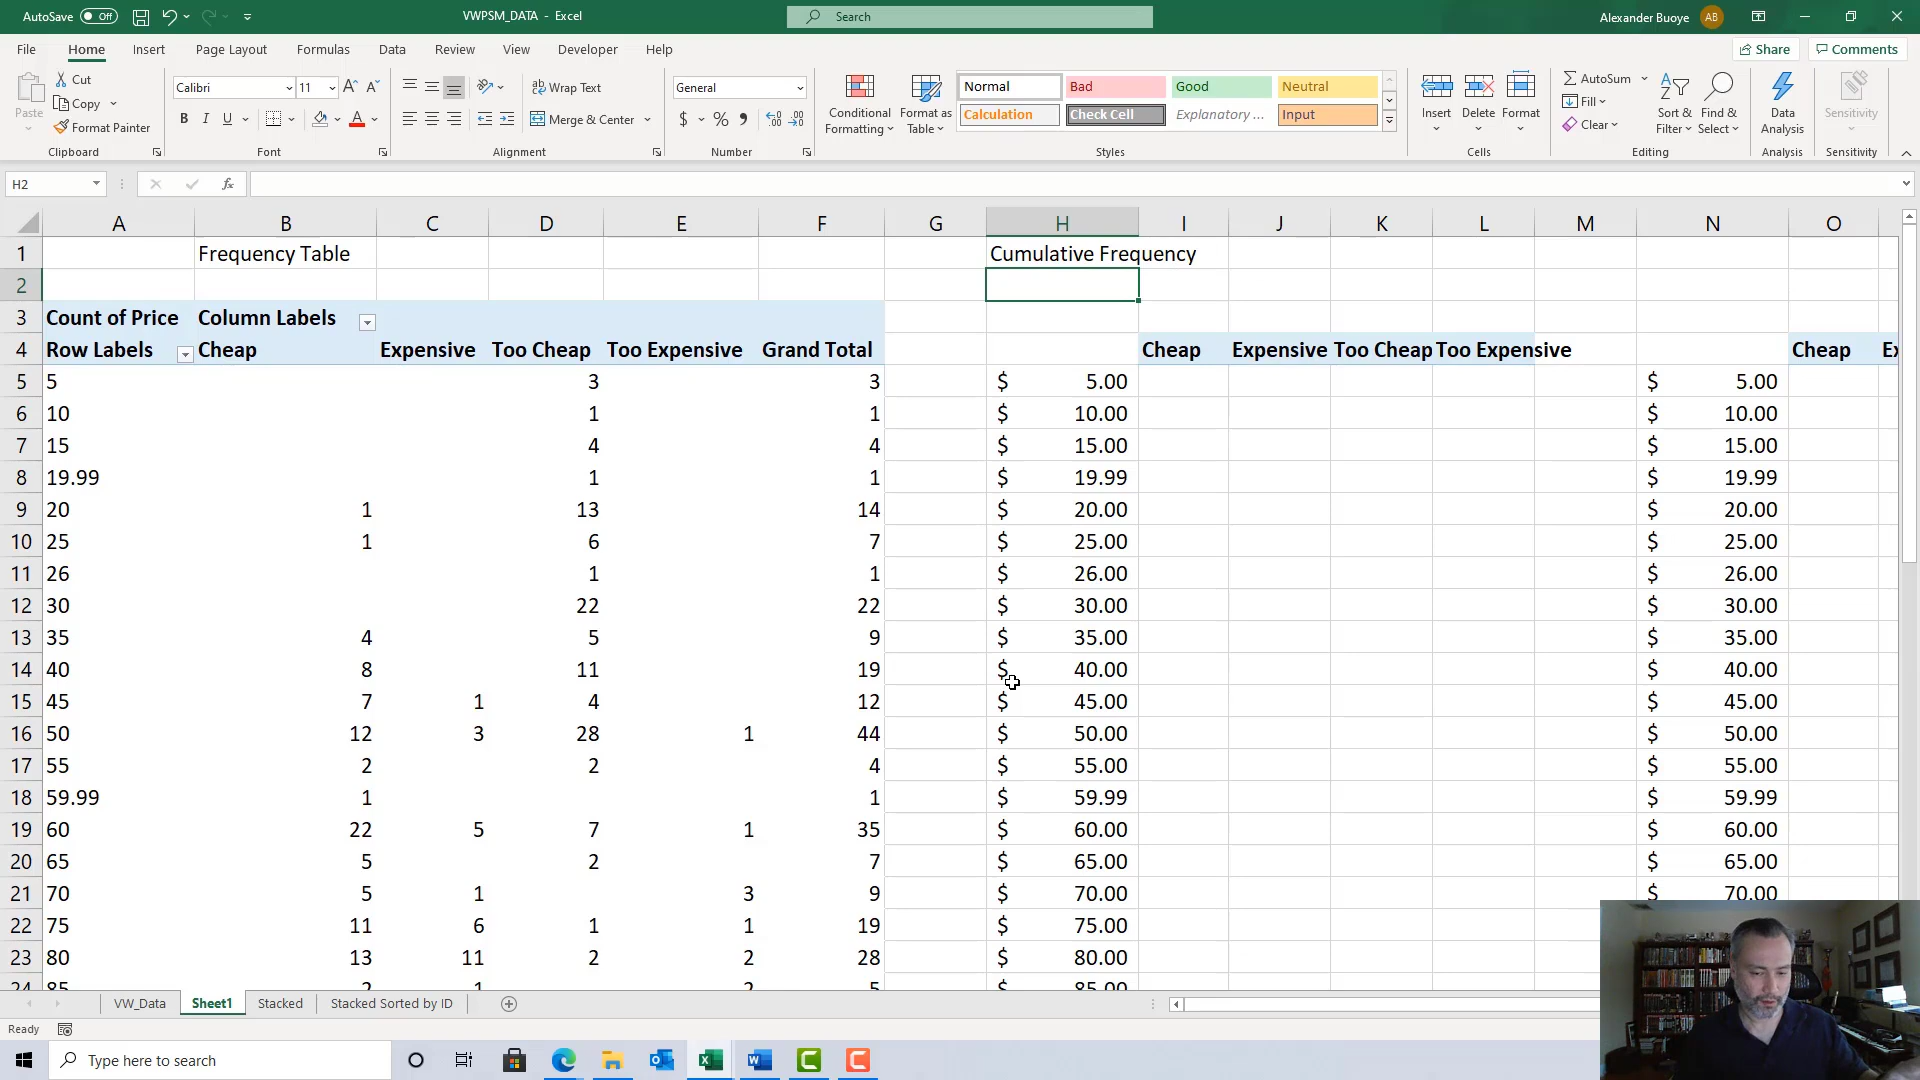 AutoSave Off VWPSM_DATA - Excel Search Alexander Buoye AB
File Home Insert Page Layout Formulas Data Review View Developer Help Share Comments
Paste Cut Copy Format Painter Clipboard
Calibri 11 A A B I U A Font
Wrap Text Merge & Center Alignment
General $ % Number
Conditional Formatting Format as Table Normal Bad Good Neutral Calculation Check Cell Explanatory ... Input Styles
Insert Delete Format Cells
AutoSum Fill Clear Sort & Filter Find & Select Editing
Data Analysis Analysis
Sensitivity Sensitivity
H2 fx
A B C D E F G H I J K L M N O
1 Frequency Table Cumulative Frequency
2
3 Count of Price Column Labels
4 Row Labels Cheap Expensive Too Cheap Too Expensive Grand Total Cheap Expensive Too Cheap Too Expensive Cheap Ex
5 5 3 3 $ 5.00 $ 5.00
6 10 1 1 $ 10.00 $ 10.00
7 15 4 4 $ 15.00 $ 15.00
8 19.99 1 1 $ 19.99 $ 19.99
9 20 1 13 14 $ 20.00 $ 20.00
10 25 1 6 7 $ 25.00 $ 25.00
11 26 1 1 $ 26.00 $ 26.00
12 30 22 22 $ 30.00 $ 30.00
13 35 4 5 9 $ 35.00 $ 35.00
14 40 8 11 19 $ 40.00 $ 40.00
15 45 7 1 4 12 $ 45.00 $ 45.00
16 50 12 3 28 1 44 $ 50.00 $ 50.00
17 55 2 2 4 $ 55.00 $ 55.00
18 59.99 1 1 $ 59.99 $ 59.99
19 60 22 5 7 1 35 $ 60.00 $ 60.00
20 65 5 2 7 $ 65.00 $ 65.00
21 70 5 1 3 9 $ 70.00 $ 70.00
22 75 11 6 1 1 19 $ 75.00
23 80 13 11 2 2 28 $ 80.00
24 85 2 1 2 5 $ 85.00
VW_Data Sheet1 Stacked Stacked Sorted by ID
Ready
Type here to search